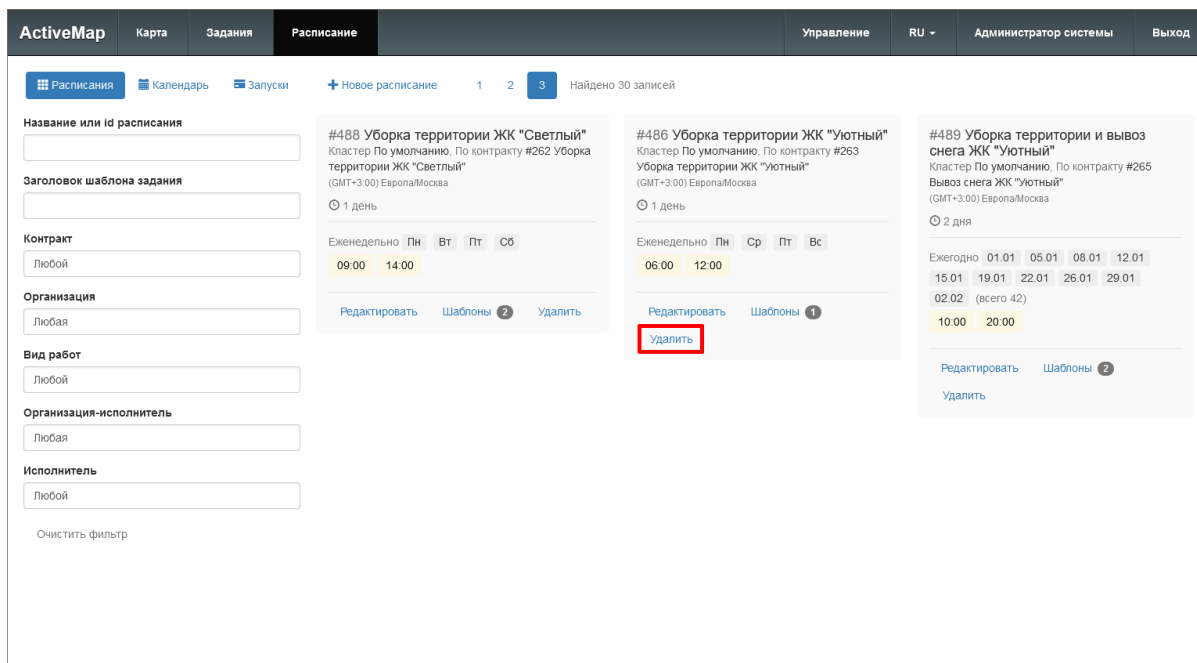 ActiveMap Карта Задания Расписание Управление RU Администратор системы Выход
Расписания Календарь Запуски Новое расписание 1 2 3 Найдено 30 записей
Название или id расписания
Заголовок шаблона задания
Контракт
Любой
Организация
Любая
Вид работ
Любой
Организация-исполнитель
Любая
Исполнитель
Любой
Очистить фильтр
#488 Уборка территории ЖК "Светлый"
Кластер По умолчанию, По контракту #262 Уборка
территории ЖК "Светлый"
(GMT+3:00) Европа/Москва
1 день
Еженедельно Пн Вт Пт Сб
09:00 14:00
Редактировать Шаблоны 2 Удалить
#486 Уборка территории ЖК "Уютный"
Кластер По умолчанию, По контракту #263
Уборка территории ЖК "Уютный"
(GMT+3:00) Европа/Москва
1 день
Еженедельно Пн Ср Пт Вс
06:00 12:00
Редактировать Шаблоны 1
Удалить
#489 Уборка территории и вывоз
снега ЖК "Уютный"
Кластер По умолчанию, По контракту #265
Вывоз снега ЖК "Уютный"
(GMT+3:00) Европа/Москва
2 дня
Ежегодно 01.01 05.01 08.01 12.01
15.01 19.01 22.01 26.01 29.01
02.02 (всего 42)
10:00 20:00
Редактировать Шаблоны 2
Удалить